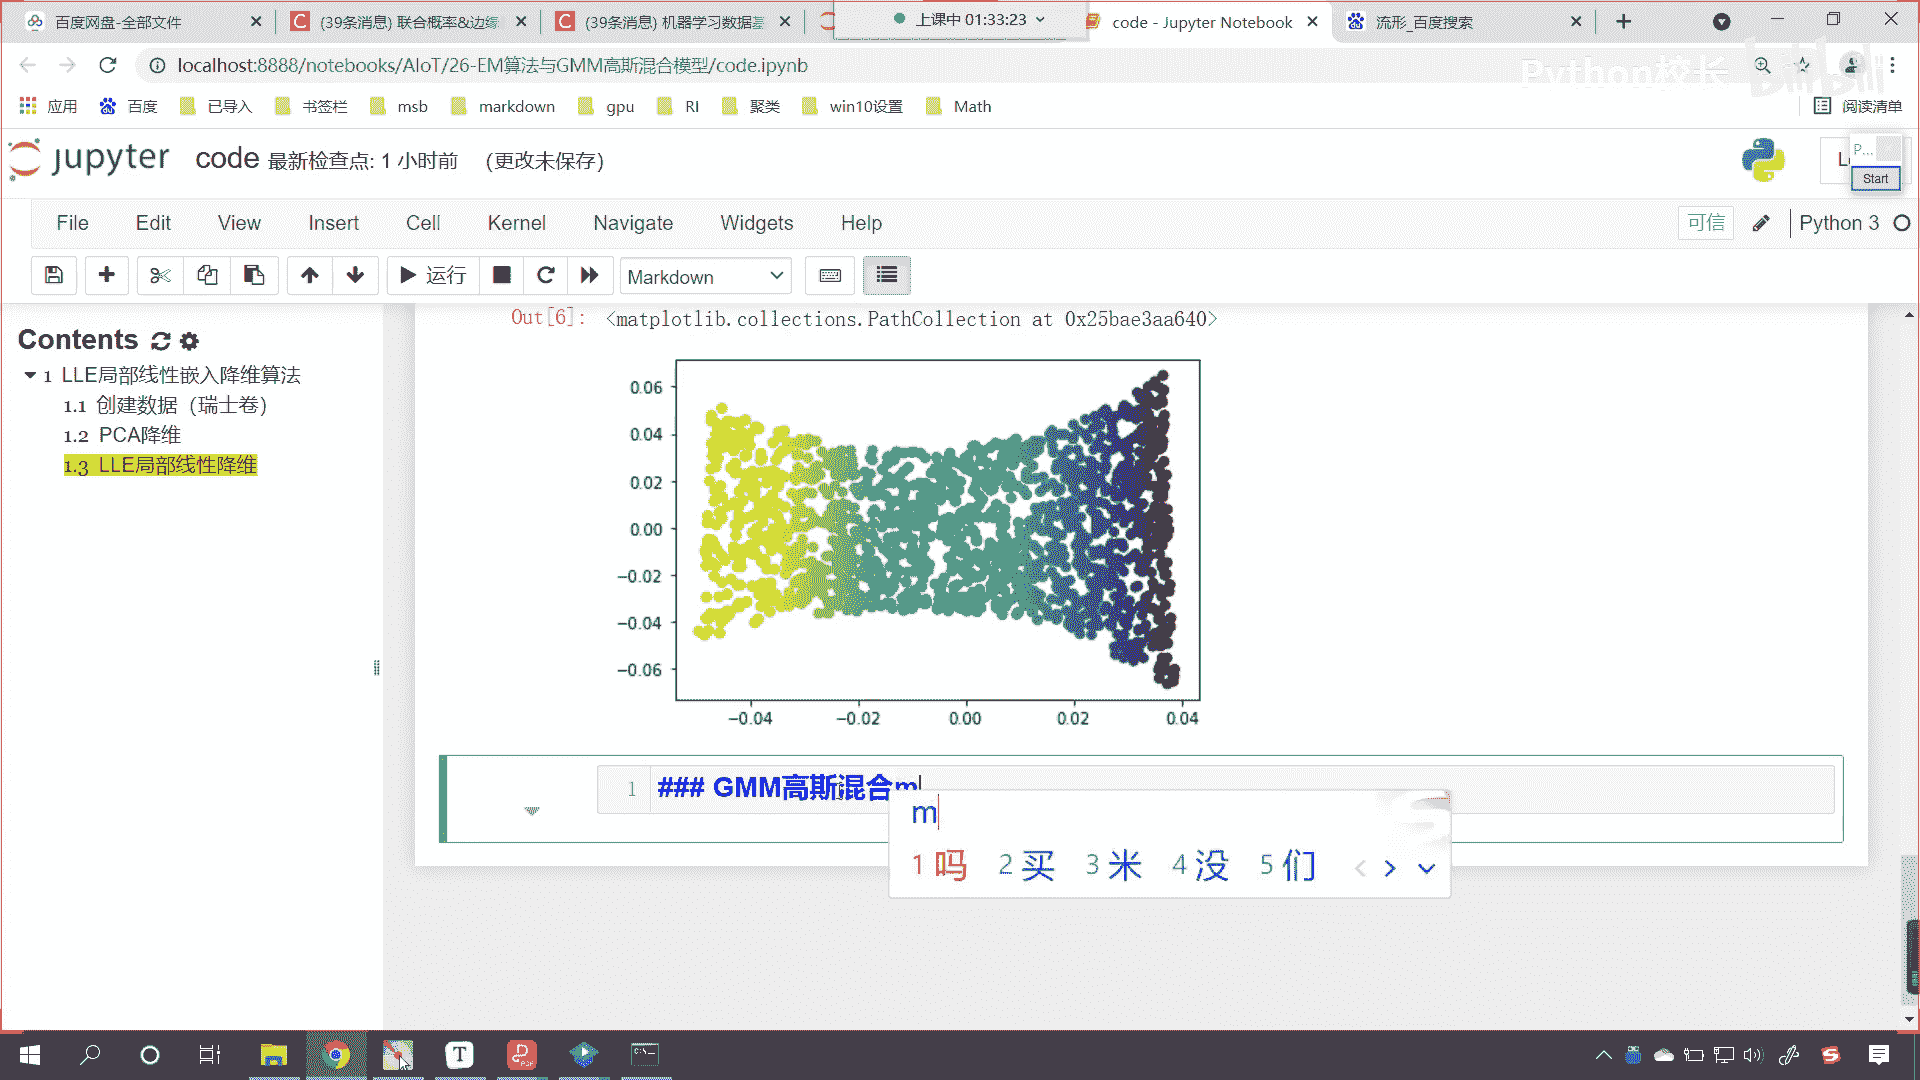 百度网盘-全部文件
(39条消息) 联合概率&边缘
(39条消息) 机器学习数据
上课中 01:33:23
code - Jupyter Notebook
流形_百度搜索
localhost:8888/notebooks/AIoT/26-EM算法与GMM高斯混合模型/code.ipynb
Python校长
bilibili
应用
百度
已导入
书签栏
msb
markdown
gpu
RI
聚类
win10设置
Math
阅读清单
jupyter
code 最新检查点: 1 小时前 (更改未保存)
P...
Start
File Edit View Insert Cell Kernel Navigate Widgets Help
可信
Python 3
运行
Markdown
Contents
1 LLE局部线性嵌入降维算法
1.1 创建数据（瑞士卷）
1.2 PCA降维
1.3 LLE局部线性降维
Out[6]: <matplotlib.collections.PathCollection at 0x25bae3aa640>
0.06
0.04
0.02
0.00
−0.02
−0.04
−0.06
−0.04 −0.02 0.00 0.02 0.04
1 ### GMM高斯混合m
m
1 吗 2 买 3 米 4 没 5 们